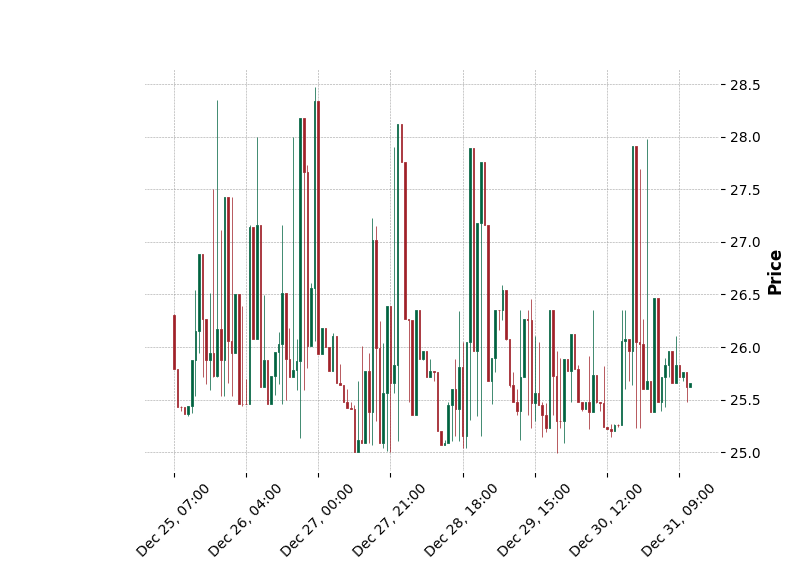 28.5
28.0
27.5
27.0
26.5
26.0
25.5
25.0
Price
Dec 25, 07:00
Dec 26, 04:00
Dec 27, 00:00
Dec 27, 21:00
Dec 28, 18:00
Dec 29, 15:00
Dec 30, 12:00
Dec 31, 09:00